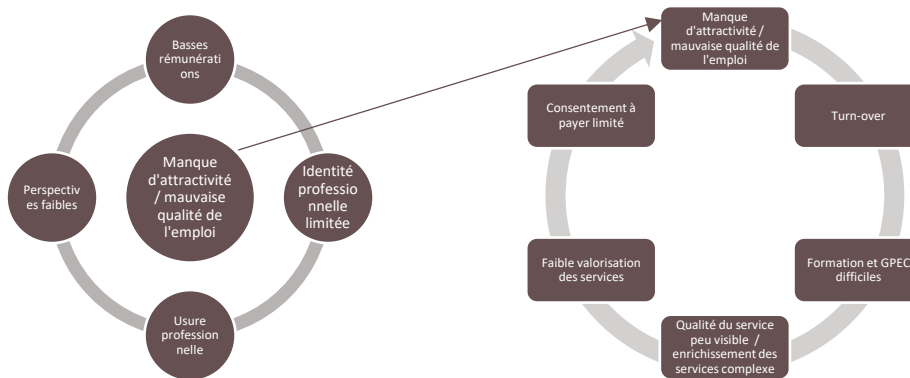 Basses
rémunérati
ons
Perspectiv
es faibles
Manque
d'attractivité
/ mauvaise
qualité de
l'emploi
Identité
professio
nnelle
limitée
Usure
profession
nelle
Manque
d'attractivité /
mauvaise qualité de
l'emploi
Turn-over
Formation et GPEC
difficiles
Qualité du service
peu visible /
enrichissement des
services complexe
Faible valorisation
des services
Consentement à
payer limité